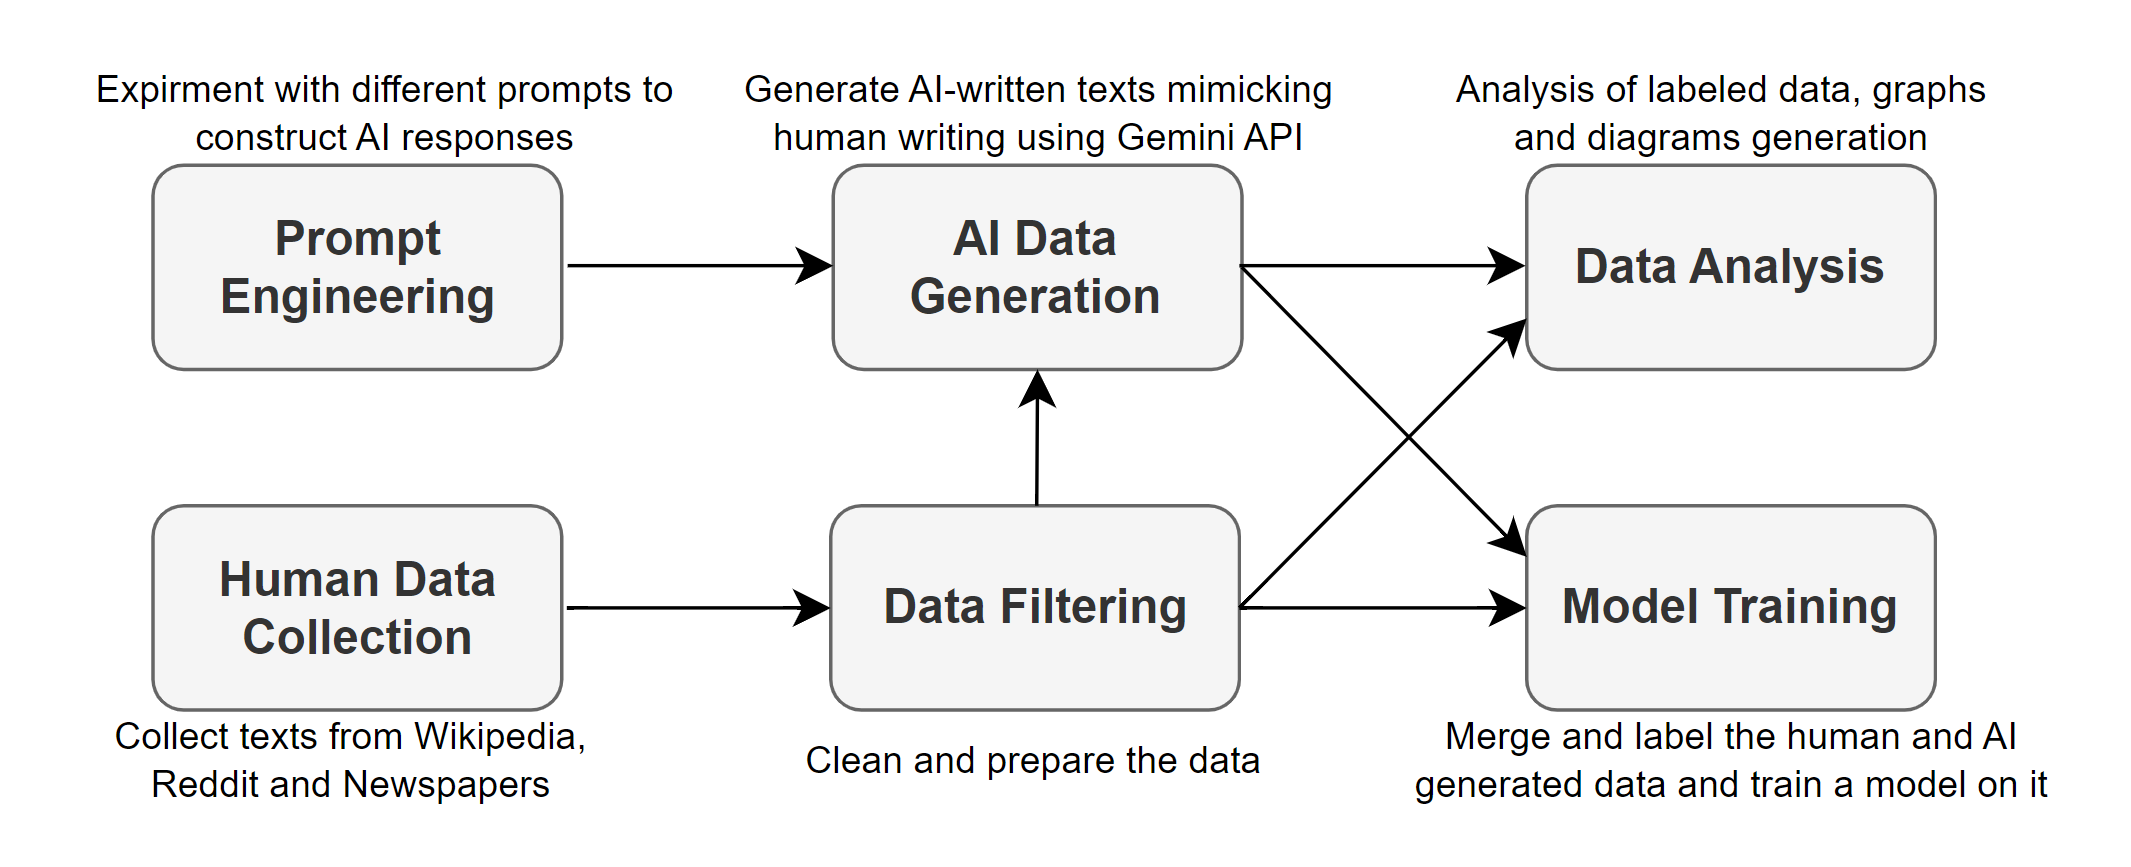 Expirment with different prompts to
construct AI responses
Prompt
Engineering
Generate AI-written texts mimicking
human writing using Gemini API
AI Data
Generation
Analysis of labeled data, graphs
and diagrams generation
Data Analysis
Human Data
Collection
Collect texts from Wikipedia,
Reddit and Newspapers
Data Filtering
Clean and prepare the data
Model Training
Merge and label the human and AI
generated data and train a model on it